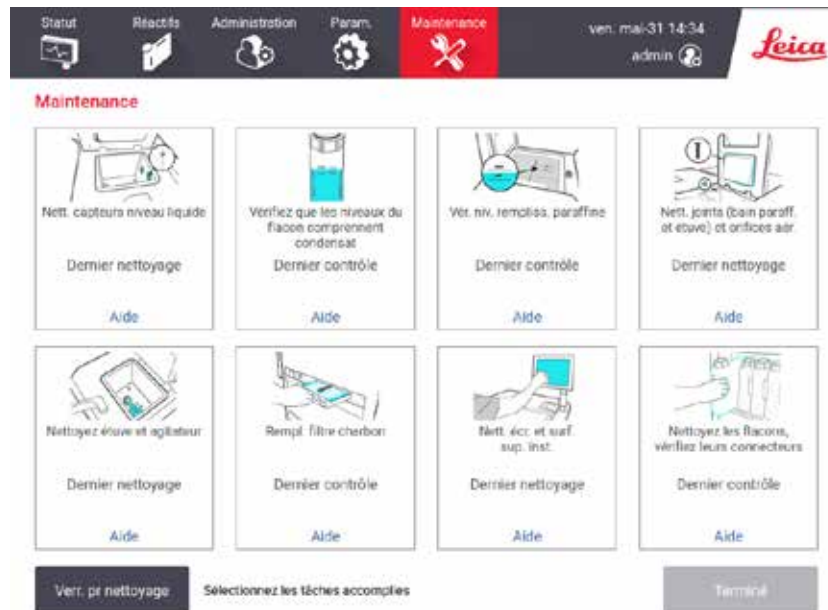 Statut
Réactifs
Administration
Param.
Maintenance
ven. mai-31 14:34
admin
Leica
Maintenance
Nett. capteurs niveau liquide
Dernier nettoyage
Aide
Vérifiez que les niveaux du
flacon comprennent
condensat
Dernier contrôle
Aide
Vér. niv. rempliss. paraffine
Dernier contrôle
Aide
1
Nett. joints (bain paraff.
et étuve) et orifices aér.
Dernier nettoyage
Aide
Nettoyez étuve et agitateur
Dernier nettoyage
Aide
Rempl. filtre charbon
Dernier contrôle
Aide
Nett. écr. et surf.
sup. inst.
Dernier nettoyage
Aide
Nettoyez les flacons,
vérifiez leurs connecteurs
Dernier contrôle
Aide
Verr. pr nettoyage
Sélectionnez les tâches accomplies
Terminé